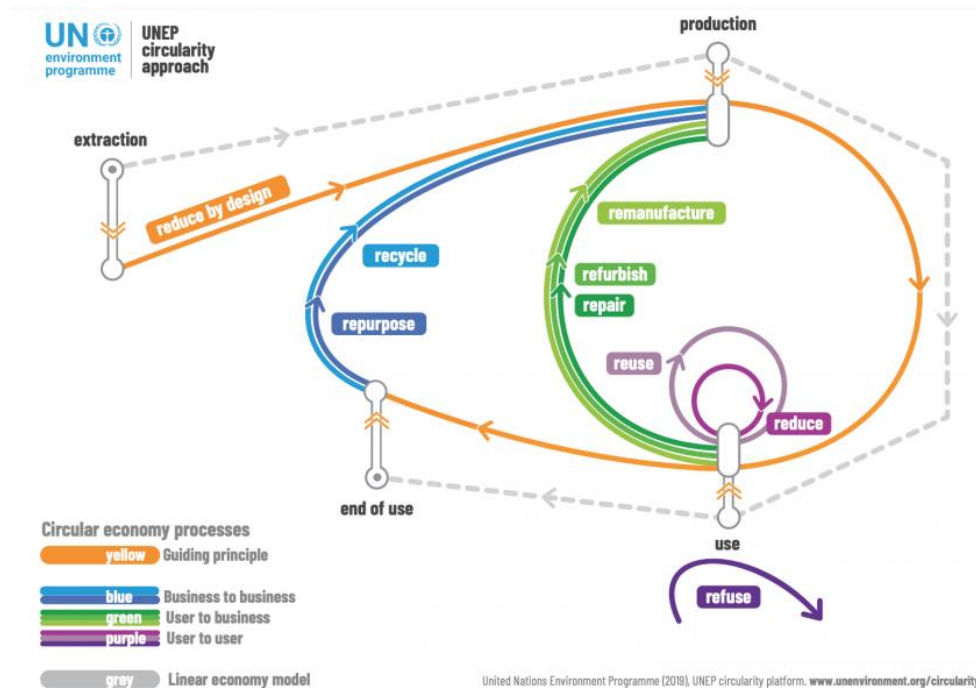 UN
environment
programme
UNEP
circularity
approach
production
extraction
reduce by design
remanufacture
recycle
refurbish
repair
repurpose
reuse
reduce
end of use
use
refuse
Circular economy processes
yellow Guiding principle
blue Business to business
green User to business
purple User to user
grey Linear economy model
United Nations Environment Programme (2019), UNEP circularity platform. www.unenvironment.org/circularity